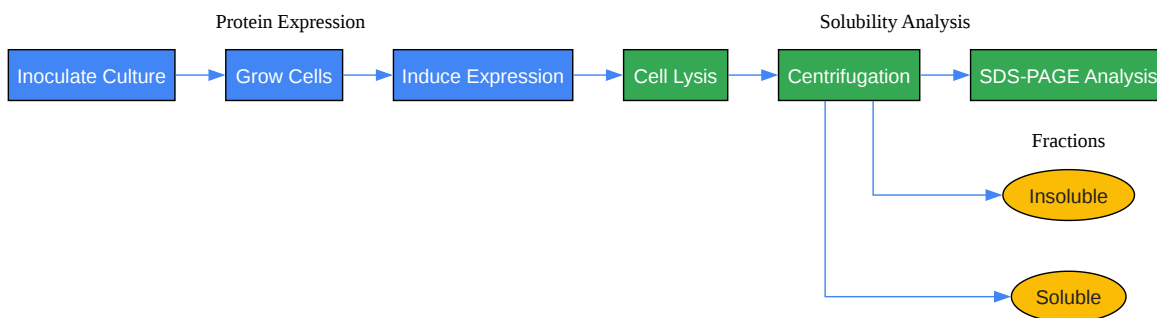 Protein Expression
Solubility Analysis
Inoculate Culture
Grow Cells
Induce Expression
Cell Lysis
Centrifugation
SDS-PAGE Analysis
Fractions
Insoluble
Soluble